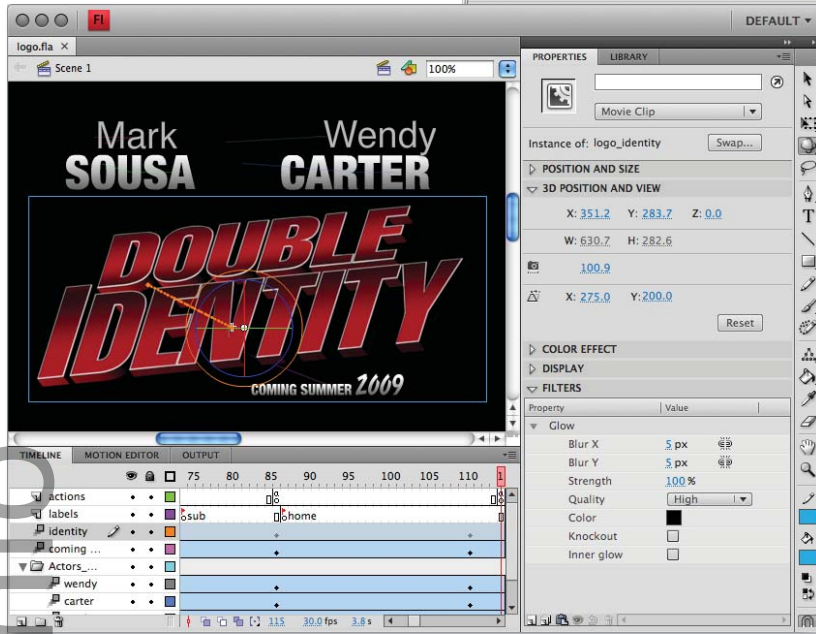 Fl
DEFAULT
logo.fla ×
Scene 1
100%
Mark
SOUSA
Wendy
CARTER
DOUBLE
IDENTITY
COMING SUMMER 2009
TIMELINE MOTION EDITOR OUTPUT
75 80 85 90 95 100 105 110 1
actions
a a
labels
sub home
identity
coming ...
Actors_...
wendy
carter
115 30.0 fps 3.8 s
PROPERTIES LIBRARY
Movie Clip
Instance of: logo_identity Swap...
POSITION AND SIZE
3D POSITION AND VIEW
X: 351.2 Y: 283.7 Z: 0.0
W: 630.7 H: 282.6
100.9
X: 275.0 Y: 200.0
Reset
COLOR EFFECT
DISPLAY
FILTERS
Property Value
Glow
Blur X 5 px
Blur Y 5 px
Strength 100 %
Quality High
Color
Knockout
Inner glow
T